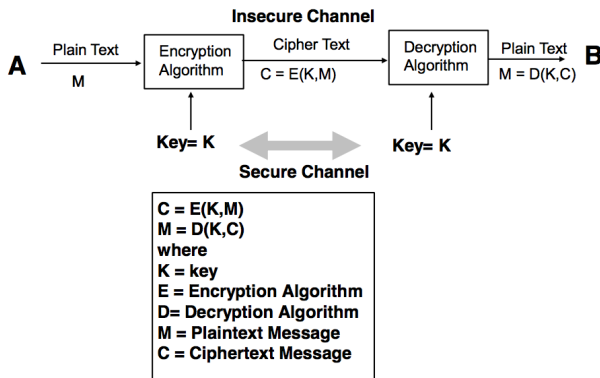 Insecure Channel
A
Plain Text
M
Encryption
Algorithm
Cipher Text
C = E(K,M)
Decryption
Algorithm
Plain Text
M = D(K,C)
B
Key= K
Key= K
Secure Channel
C = E(K,M)
M = D(K,C)
where
K = key
E = Encryption Algorithm
D= Decryption Algorithm
M = Plaintext Message
C = Ciphertext Message